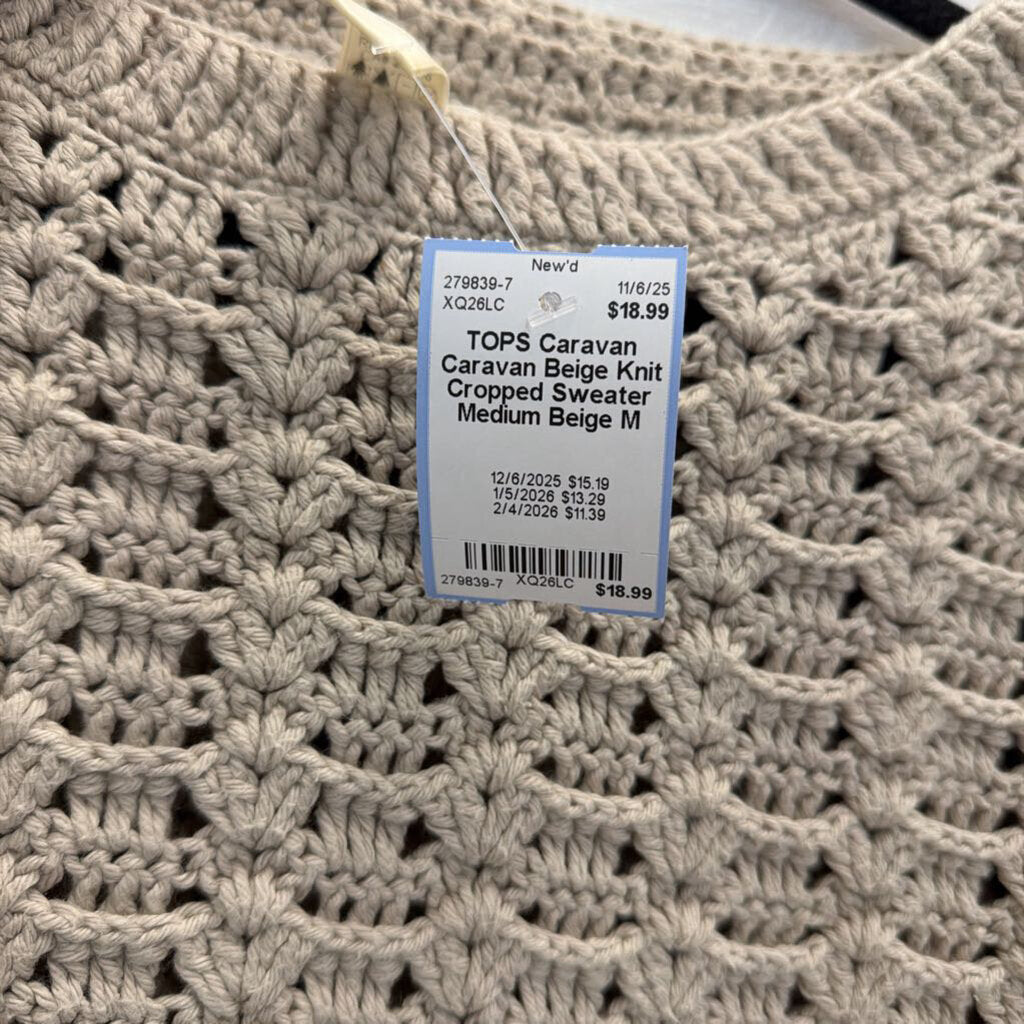 New'd
279839-7 11/6/25
XQ26LC $18.99
TOPS Caravan
Caravan Beige Knit
Cropped Sweater
Medium Beige M
12/6/2025 $15.19
1/5/2026 $13.29
2/4/2026 $11.39
279839-7 XQ26LC $18.99